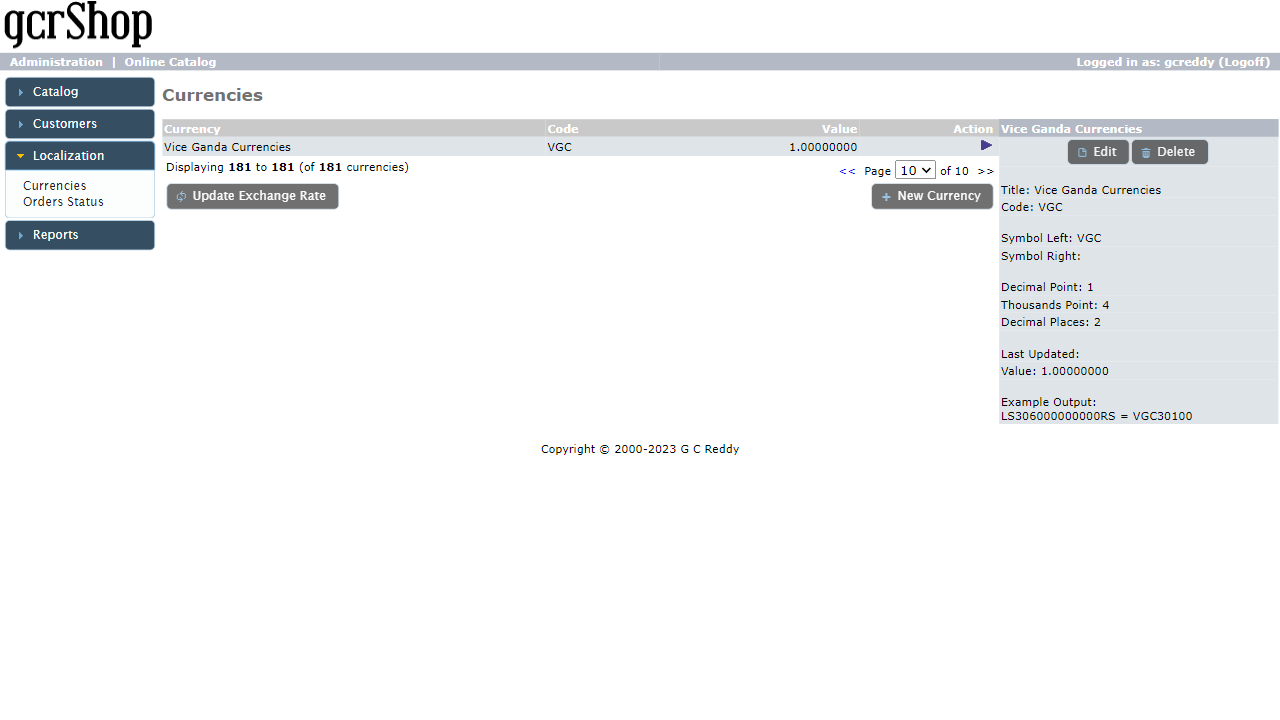 gcrShop
Administration | Online Catalog Logged in as: gcreddy (Logoff)
Catalog
Customers
Localization
Currencies
Orders Status
Reports
Currencies
Currency Code Value Action
Vice Ganda Currencies VGC 1.00000000
Displaying 181 to 181 (of 181 currencies)
<< Page 10 of 10 >>
Update Exchange Rate
New Currency
Vice Ganda Currencies
Edit Delete
Title: Vice Ganda Currencies
Code: VGC
Symbol Left: VGC
Symbol Right:
Decimal Point: 1
Thousands Point: 4
Decimal Places: 2
Last Updated:
Value: 1.00000000
Example Output:
LS306000000000RS = VGC30100
Copyright © 2000-2023 G C Reddy